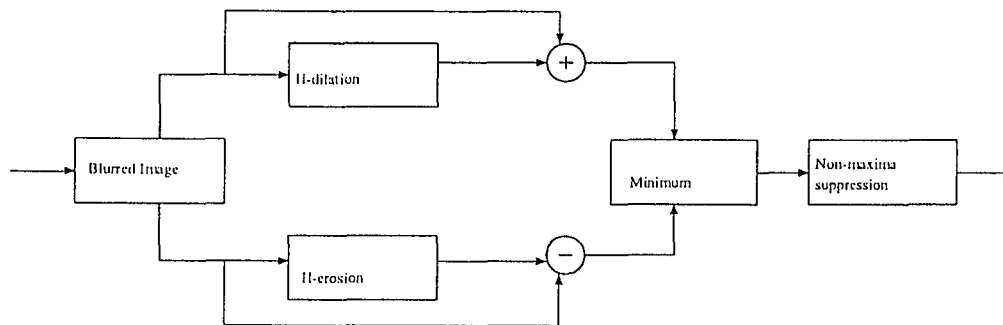 H-dilation
+
Blurred Image
Minimum
Non-maxima
suppression
−
H-erosion